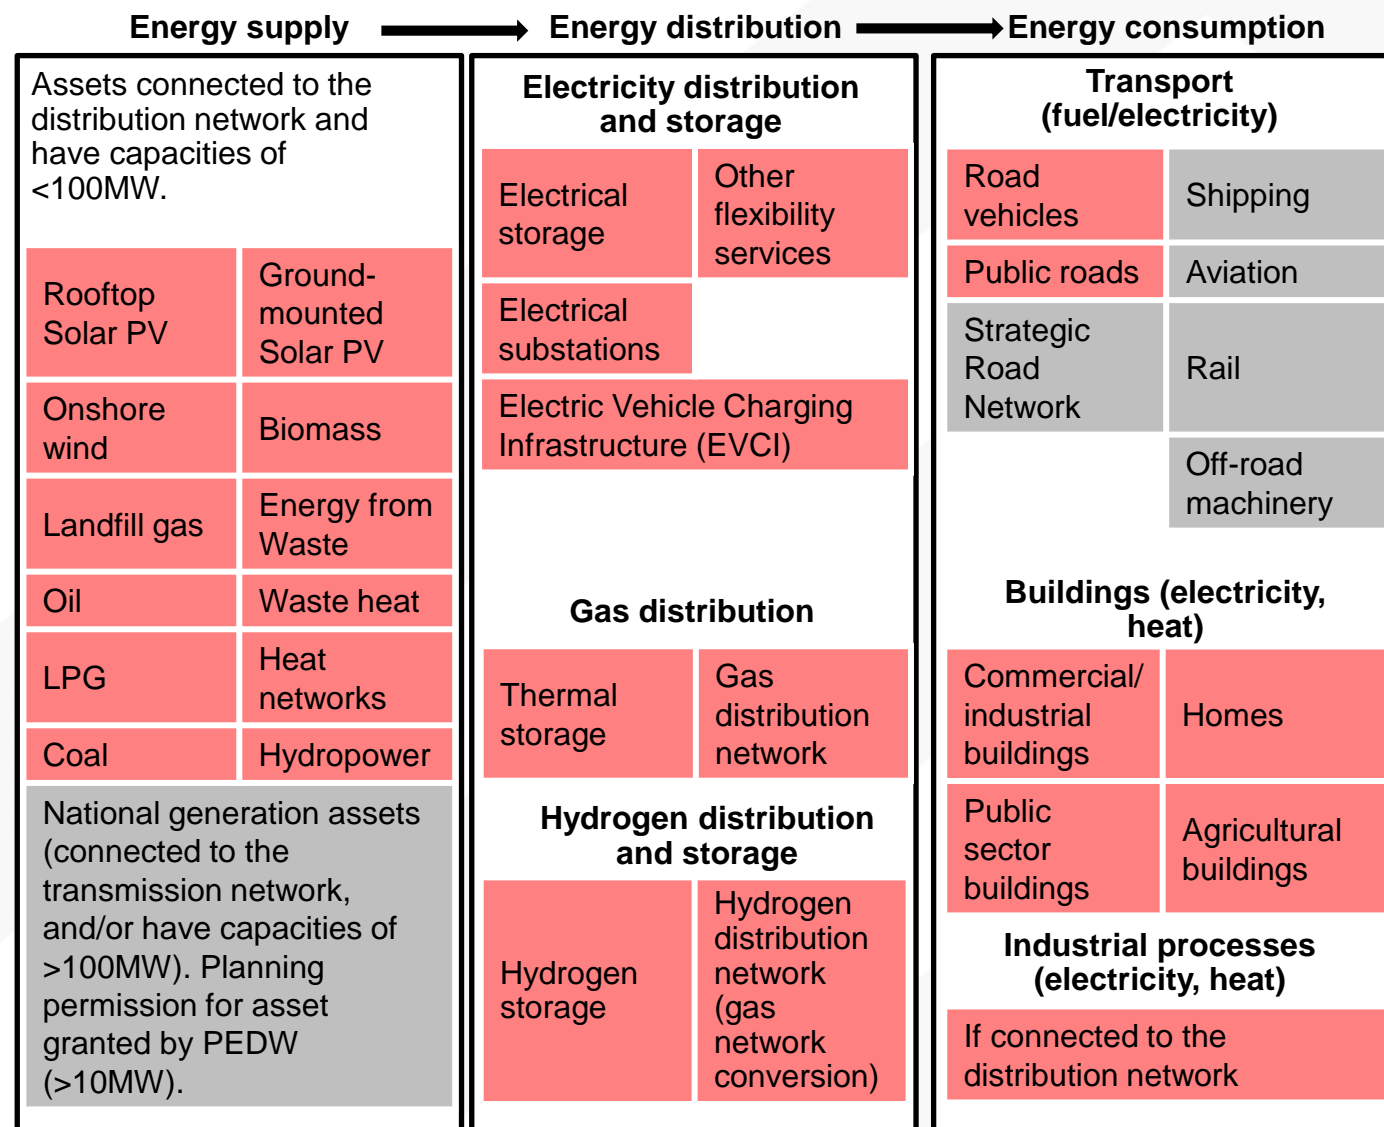 Energy supply
Energy distribution
Energy consumption
Assets connected to the
distribution network and
have capacities of
<100MW.
Rooftop
Solar PV
Ground-
mounted
Solar PV
Onshore
wind
Biomass
Landfill gas
Energy from
Waste
Oil
Waste heat
LPG
Heat
networks
Coal
Hydropower
National generation assets
(connected to the
transmission network,
and/or have capacities of
>100MW). Planning
permission for asset
granted by PEDW
(>10MW).
Electricity distribution
and storage
Electrical
storage
Other
flexibility
services
Electrical
substations
Electric Vehicle Charging
Infrastructure (EVCI)
Gas distribution
Thermal
storage
Gas
distribution
network
Hydrogen distribution
and storage
Hydrogen
storage
Hydrogen
distribution
network
(gas
network
conversion)
Transport
(fuel/electricity)
Road
vehicles
Shipping
Public roads
Aviation
Strategic
Road
Network
Rail
Off-road
machinery
Buildings (electricity,
heat)
Commercial/
industrial
buildings
Homes
Public
sector
buildings
Agricultural
buildings
Industrial processes
(electricity, heat)
If connected to the
distribution network